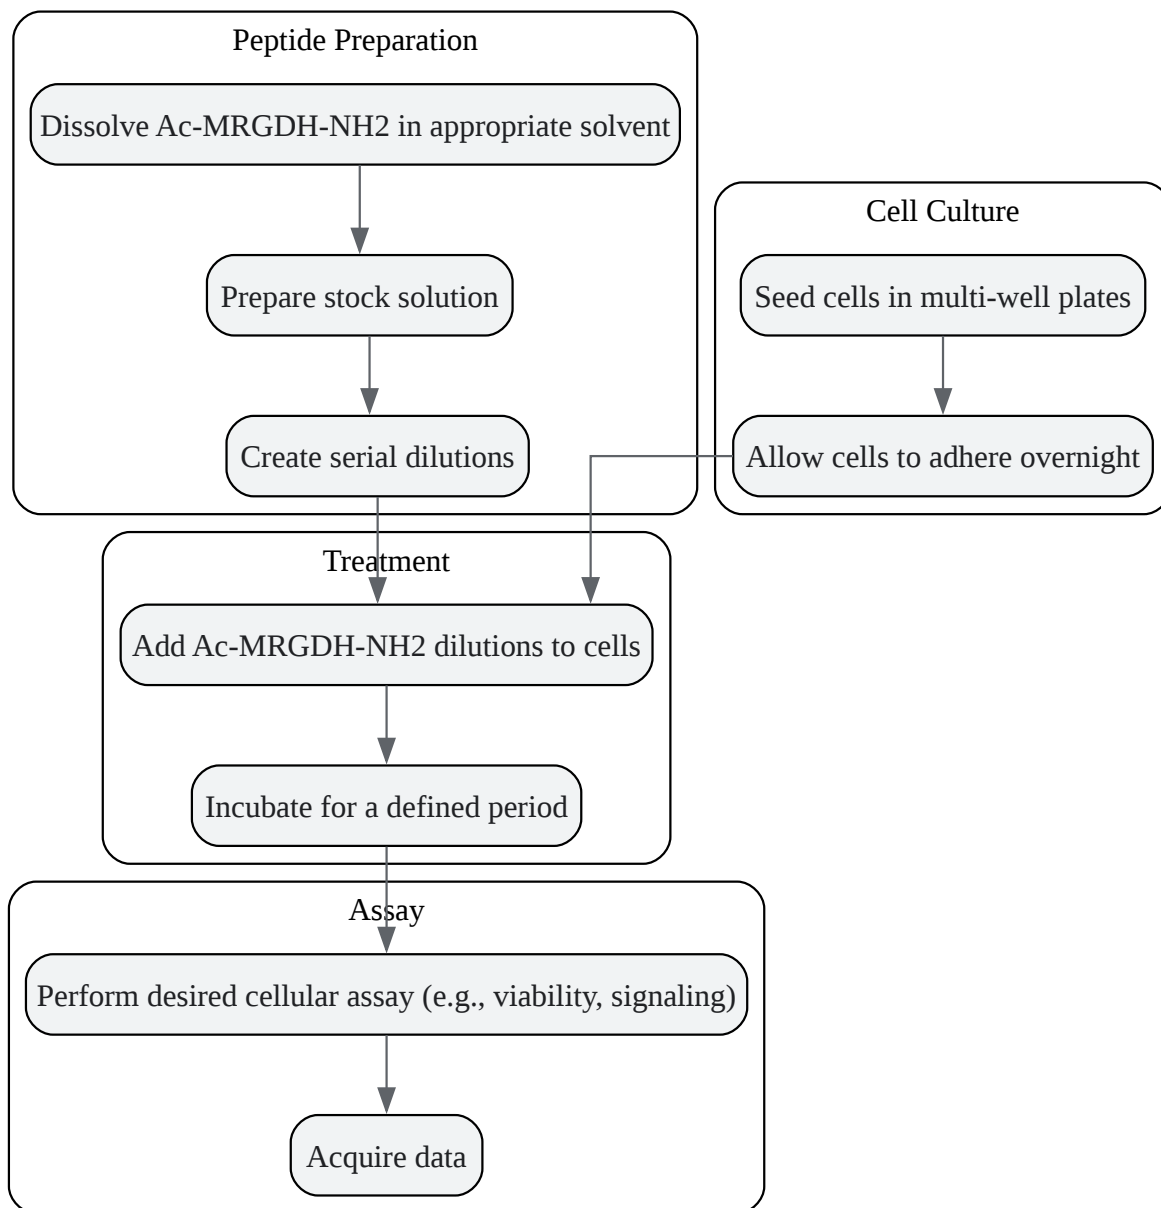 Peptide Preparation
Dissolve Ac-MRGDH-NH2 in appropriate solvent
Prepare stock solution
Create serial dilutions
Cell Culture
Seed cells in multi-well plates
Allow cells to adhere overnight
Treatment
Add Ac-MRGDH-NH2 dilutions to cells
Incubate for a defined period
Assay
Perform desired cellular assay (e.g., viability, signaling)
Acquire data